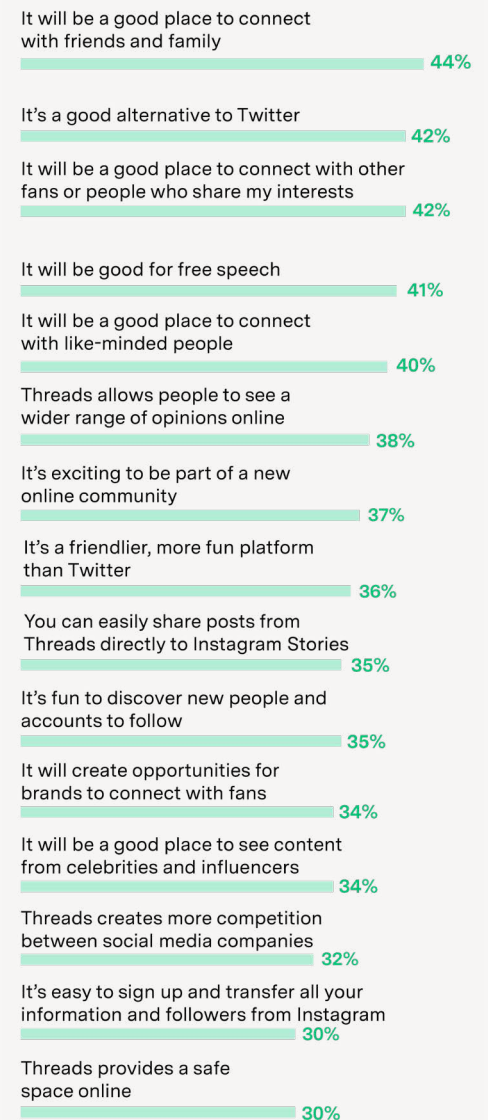 It will be a good place to connect
with friends and family
44%
It's a good alternative to Twitter
42%
It will be a good place to connect with other
fans or people who share my interests
42%
It will be good for free speech
41%
It will be a good place to connect
with like-minded people
40%
Threads allows people to see a
wider range of opinions online
38%
It's exciting to be part of a new
online community
37%
It's a friendlier, more fun platform
than Twitter
36%
You can easily share posts from
Threads directly to Instagram Stories
35%
It's fun to discover new people and
accounts to follow
35%
It will create opportunities for
brands to connect with fans
34%
It will be a good place to see content
from celebrities and influencers
34%
Threads creates more competition
between social media companies
32%
It's easy to sign up and transfer all your
information and followers from Instagram
30%
Threads provides a safe
space online
30%